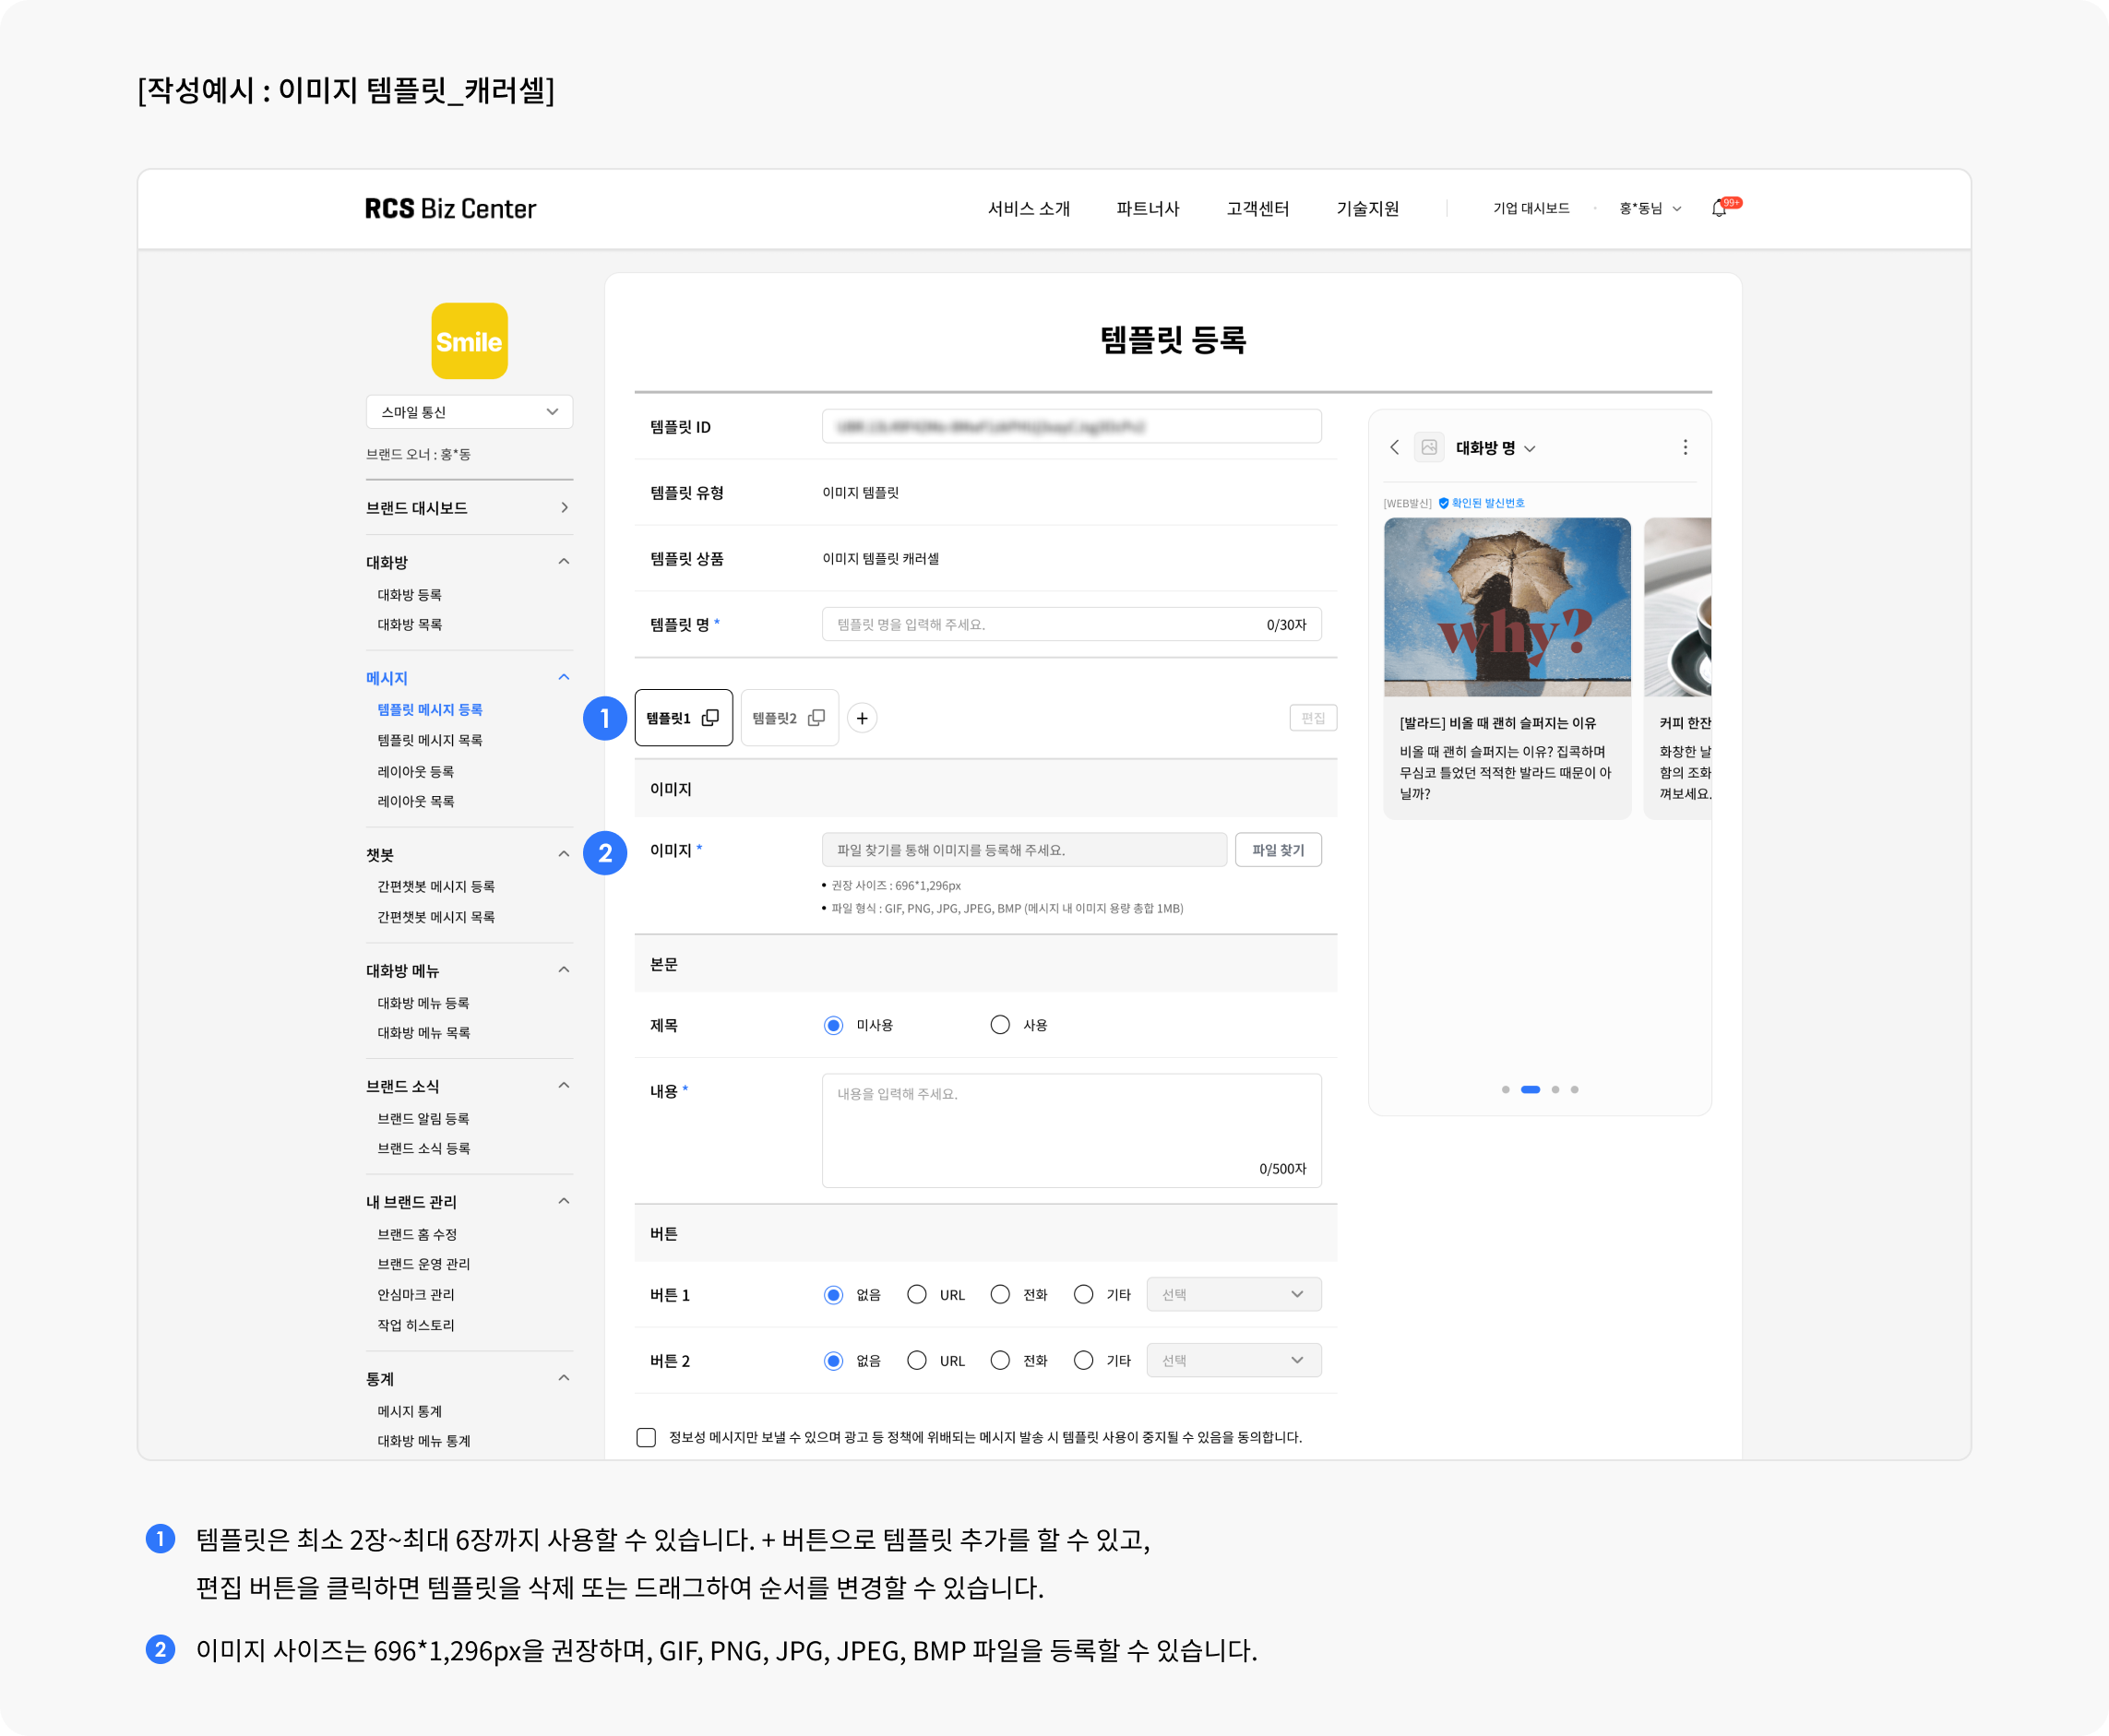 [작성예시 : 이미지 템플릿_캐러셀]
RCS Biz Center
서비스 소개
파트너사
고객센터
기술지원
기업 대시보드
홍*동님
99+
Smile
스마일 통신
브랜드 오너 : 홍*동
브랜드 대시보드
대화방
대화방 등록
대화방 목록
메시지
템플릿 메시지 등록
템플릿 메시지 목록
레이아웃 등록
레이아웃 목록
챗봇
간편챗봇 메시지 등록
간편챗봇 메시지 목록
대화방 메뉴
대화방 메뉴 등록
대화방 메뉴 목록
브랜드 소식
브랜드 알림 등록
브랜드 소식 등록
내 브랜드 관리
브랜드 홈 수정
브랜드 운영 관리
안심마크 관리
작업 히스토리
통계
메시지 통계
대화방 메뉴 통계
템플릿 등록
템플릿 ID
템플릿 유형
이미지 템플릿
템플릿 상품
이미지 템플릿 캐러셀
템플릿 명 *
템플릿 명을 입력해 주세요.
0/30자
1
템플릿1
템플릿2
+
편집
이미지
2
이미지 *
파일 찾기를 통해 이미지를 등록해 주세요.
파일 찾기
• 권장 사이즈 : 696*1,296px
• 파일 형식 : GIF, PNG, JPG, JPEG, BMP (메시지 내 이미지 용량 총합 1MB)
본문
제목
미사용
사용
내용 *
내용을 입력해 주세요.
0/500자
버튼
버튼 1
없음
URL
전화
기타
선택
버튼 2
없음
URL
전화
기타
선택
정보성 메시지만 보낼 수 있으며 광고 등 정책에 위배되는 메시지 발송 시 템플릿 사용이 중지될 수 있음을 동의합니다.
대화방 명
[WEB발신] 확인된 발신번호
why?
[발라드] 비올 때 괜히 슬퍼지는 이유
비올 때 괜히 슬퍼지는 이유? 집콕하며
무심코 틀었던 적적한 발라드 때문이 아
닐까?
커피 한잔
화창한 날
함의 조화
껴보세요.
1 템플릿은 최소 2장~최대 6장까지 사용할 수 있습니다. + 버튼으로 템플릿 추가를 할 수 있고,
편집 버튼을 클릭하면 템플릿을 삭제 또는 드래그하여 순서를 변경할 수 있습니다.
2 이미지 사이즈는 696*1,296px을 권장하며, GIF, PNG, JPG, JPEG, BMP 파일을 등록할 수 있습니다.